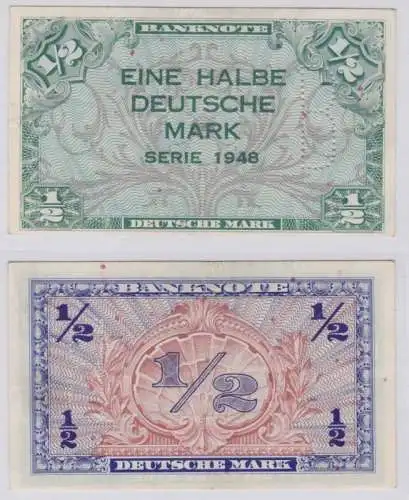 BANKNOTE
1/2
1/2
EINE HALBE
DEUTSCHE
MARK
SERIE 1948
1/2
1/2
DEUTSCHE MARK
BANKNOTE
1/2
1/2
1/2
1/2
1/2
DEUTSCHE MARK